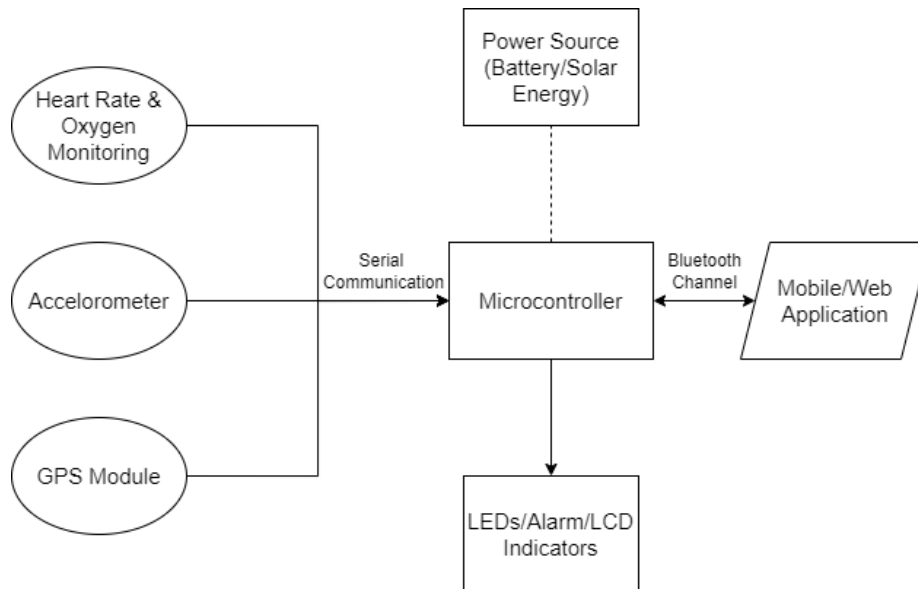 Power Source
(Battery/Solar
Energy)
Heart Rate &
Oxygen
Monitoring
Serial
Communication
Bluetooth
Channel
Accelorometer
Microcontroller
Mobile/Web
Application
GPS Module
LEDs/Alarm/LCD
Indicators